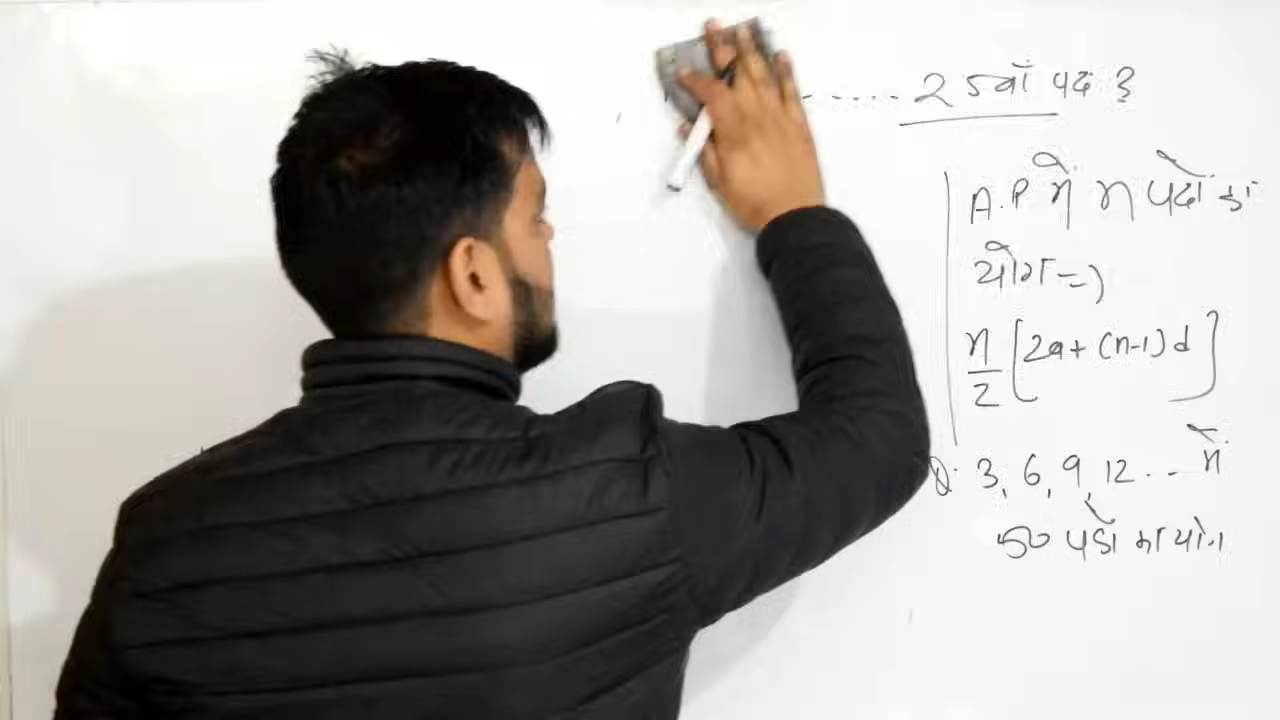 ..... 25वाँ पद ?
A.P में n पदों का
योग =>
n/2 [2a + (n-1)d]
Q. 3, 6, 9, 12 .. में
50 पदों का योग